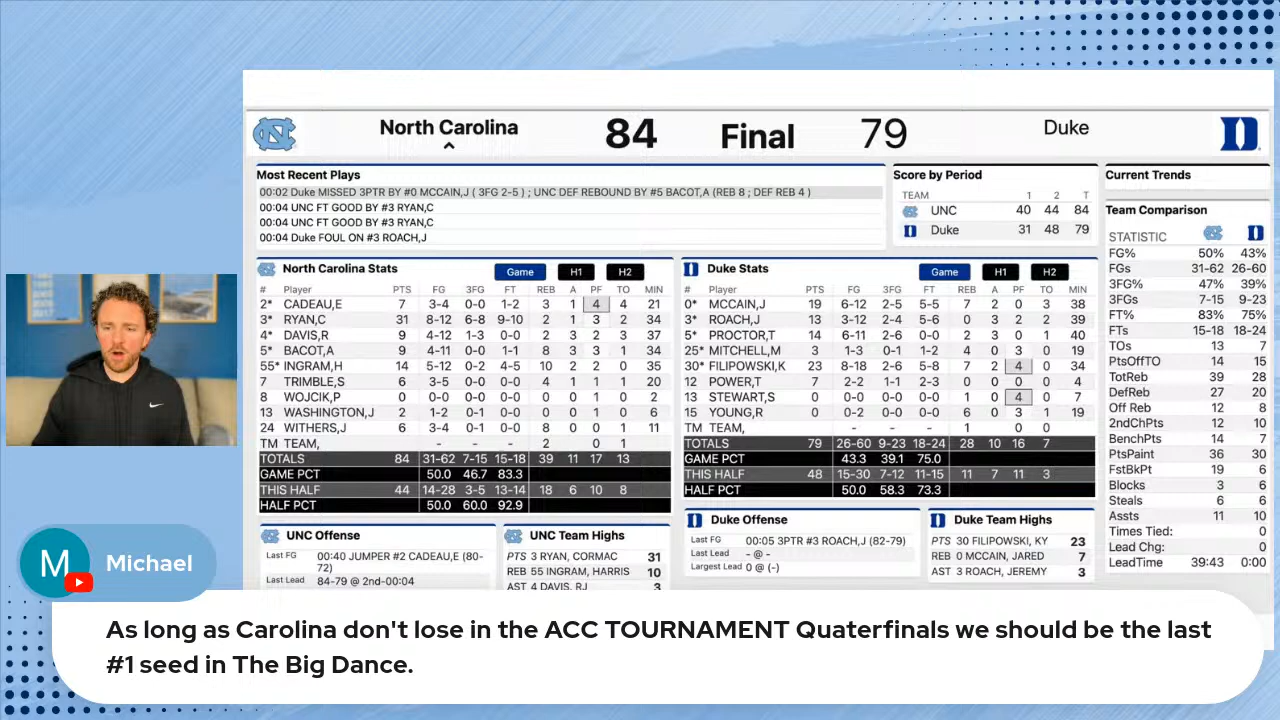 North Carolina 84 Final 79 Duke
Most Recent Plays
00:02 Duke MISSED 3PTR BY #0 MCCAIN,J ( 3FG 2-5 ) ; UNC DEF REBOUND BY #5 BACOT,A (REB 8 ; DEF REB 4 )
00:04 UNC FT GOOD BY #3 RYAN,C
00:04 UNC FT GOOD BY #3 RYAN,C
00:04 Duke FOUL ON #3 ROACH,J
Score by Period
TEAM 1 2 T
UNC 40 44 84
Duke 31 48 79
Current Trends
Team Comparison
STATISTIC
FG% 50% 43%
FGs 31-62 26-60
3FG% 47% 39%
3FGs 7-15 9-23
FT% 83% 75%
FTs 15-18 18-24
TOs 13 7
PtsOffTO 14 15
TotReb 39 28
DefReb 27 20
Off Reb 12 8
2ndChPts 12 10
BenchPts 14 7
PtsPaint 36 30
FstBkPt 19 6
Blocks 3 6
Steals 6 6
Assts 11 10
Times Tied: 0
Lead Chg: 0
LeadTime 39:43 0:00
North Carolina Stats Game H1 H2
# Player PTS FG 3FG FT REB A PF TO MIN
2* CADEAU,E 7 3-4 0-0 1-2 3 1 4 4 21
3* RYAN,C 31 8-12 6-8 9-10 2 1 3 2 34
4* DAVIS,R 9 4-12 1-3 0-0 2 3 2 3 37
5* BACOT,A 9 4-11 0-0 1-1 8 3 3 1 34
55* INGRAM,H 14 5-12 0-2 4-5 10 2 2 0 35
7 TRIMBLE,S 6 3-5 0-0 0-0 4 1 1 1 20
8 WOJCIK,P 0 0-0 0-0 0-0 0 0 1 0 2
13 WASHINGTON,J 2 1-2 0-1 0-0 2 0 1 0 6
24 WITHERS,J 6 3-4 0-1 0-0 8 0 0 1 11
TM TEAM, - - - 2 0 1
TOTALS 84 31-62 7-15 15-18 39 11 17 13
GAME PCT 50.0 46.7 83.3
THIS HALF 44 14-28 3-5 13-14 18 6 10 8
HALF PCT 50.0 60.0 92.9
Duke Stats Game H1 H2
# Player PTS FG 3FG FT REB A PF TO MIN
0* MCCAIN,J 19 6-12 2-5 5-5 7 2 0 3 38
3* ROACH,J 13 3-12 2-4 5-6 0 3 2 2 39
5* PROCTOR,T 14 6-11 2-6 0-0 2 3 0 1 40
25* MITCHELL,M 3 1-3 0-1 1-2 4 0 3 0 19
30* FILIPOWSKI,K 23 8-18 2-6 5-8 7 2 4 0 34
12 POWER,T 7 2-2 1-1 2-3 0 0 0 0 4
13 STEWART,S 0 0-0 0-0 0-0 1 0 4 0 7
15 YOUNG,R 0 0-2 0-0 0-0 6 0 3 1 19
TM TEAM, - - - 1 0
TOTALS 79 26-60 9-23 18-24 28 10 16 7
GAME PCT 43.3 39.1 75.0
THIS HALF 48 15-30 7-12 11-15 11 7 11 3
HALF PCT 50.0 58.3 73.3
UNC Offense
Last FG 00:40 JUMPER #2 CADEAU,E (80-
72)
Last Lead 84-79 @ 2nd-00:04
UNC Team Highs
PTS 3 RYAN, CORMAC 31
REB 55 INGRAM, HARRIS 10
AST 4 DAVIS, RJ 3
Duke Offense
Last FG 00:05 3PTR #3 ROACH,J (82-79)
Last Lead - @ -
Largest Lead 0 @ (-)
Duke Team Highs
PTS 30 FILIPOWSKI, KY 23
REB 0 MCCAIN, JARED 7
AST 3 ROACH, JEREMY 3
M Michael
As long as Carolina don't lose in the ACC TOURNAMENT Quaterfinals we should be the last
#1 seed in The Big Dance.